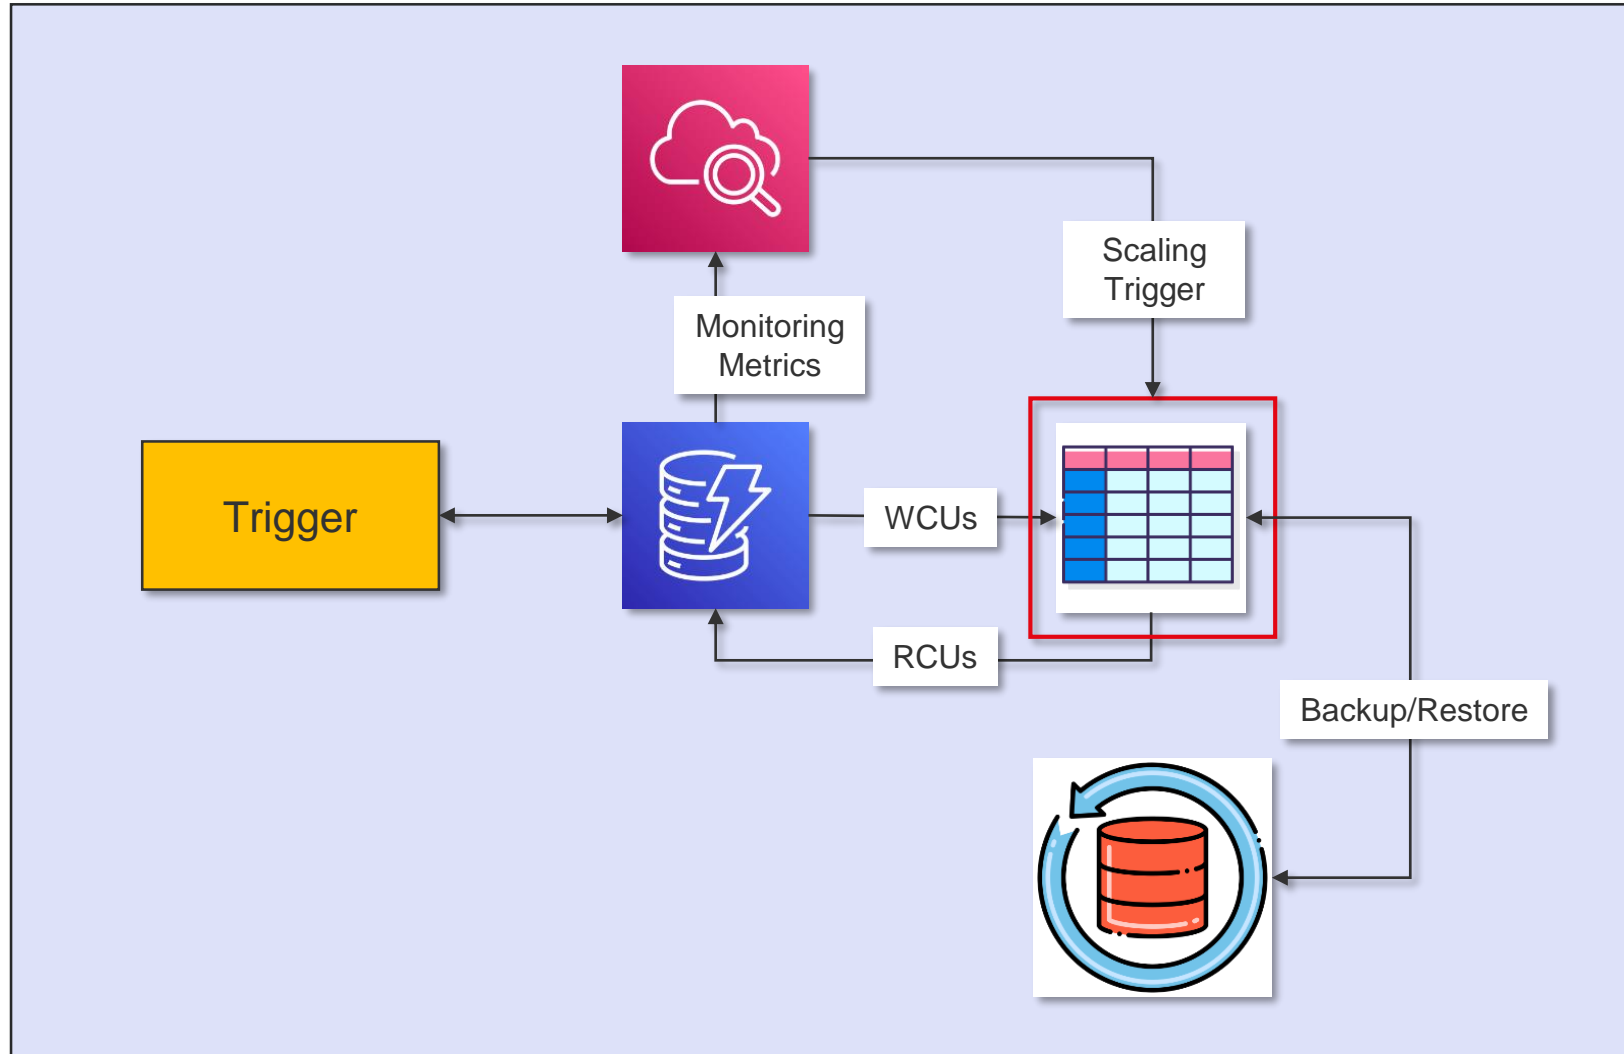 Scaling
Trigger
Monitoring
Metrics
Trigger
WCUs
RCUs
Backup/Restore